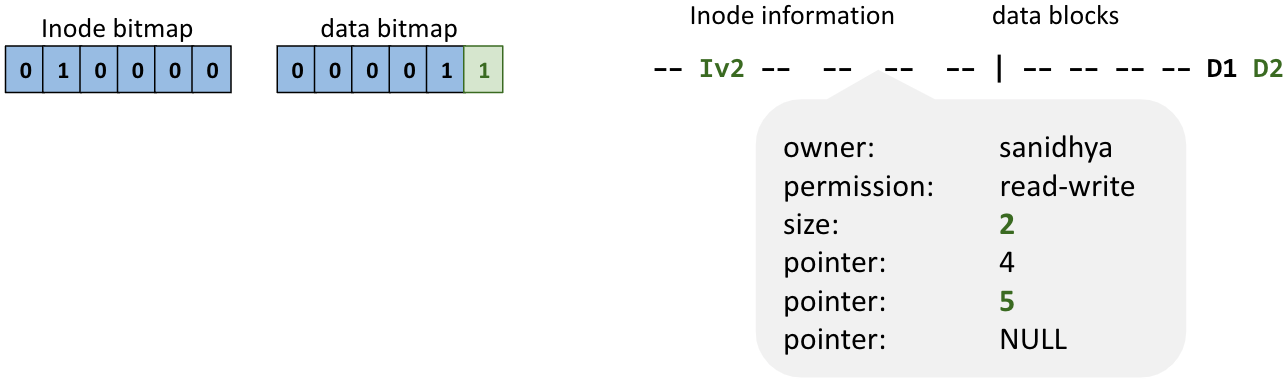 Inode bitmap data bitmap Inode information data blocks
0 1 0 0 0 0 0 0 0 0 1 1 -- Iv2 -- -- -- -- | -- -- -- -- D1 D2
owner: sanidhya
permission: read-write
size: 2
pointer: 4
pointer: 5
pointer: NULL